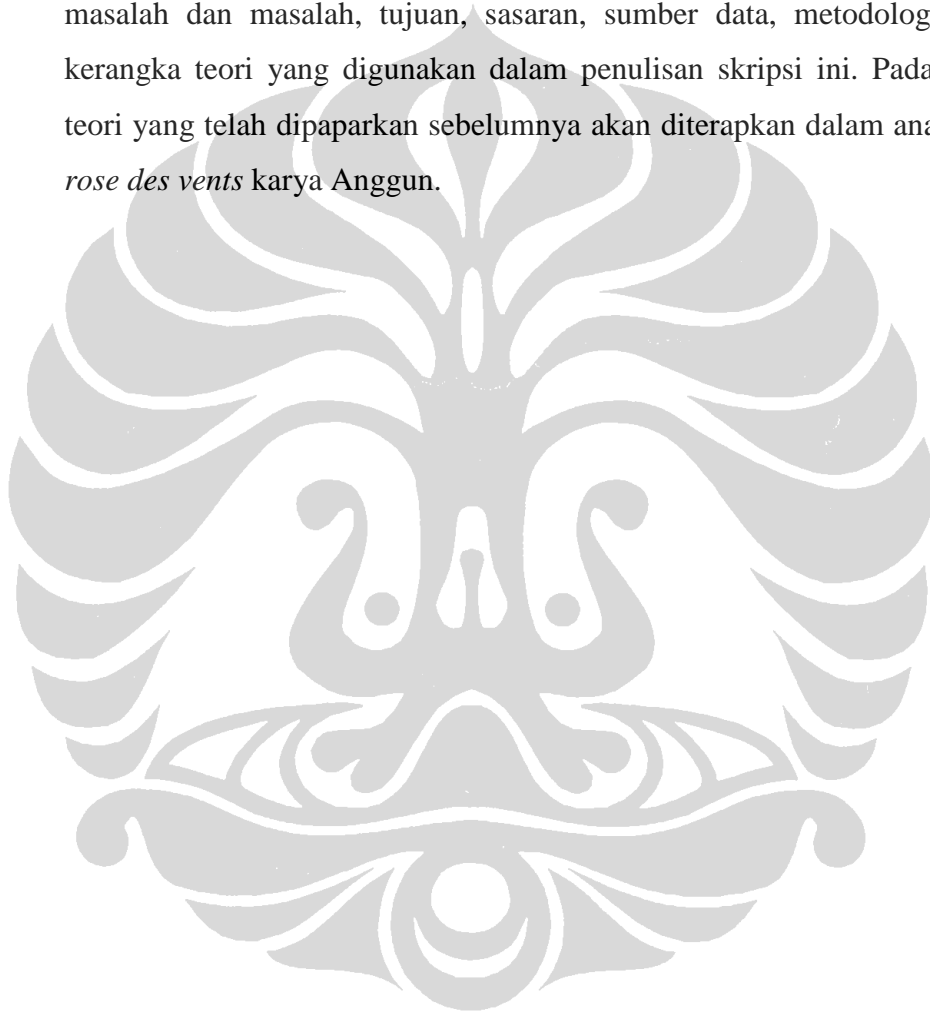 masalah dan masalah, tujuan, sasaran, sumber data, metodolog
kerangka teori yang digunakan dalam penulisan skripsi ini. Pada
teori yang telah dipaparkan sebelumnya akan diterapkan dalam ana
rose des vents karya Anggun.